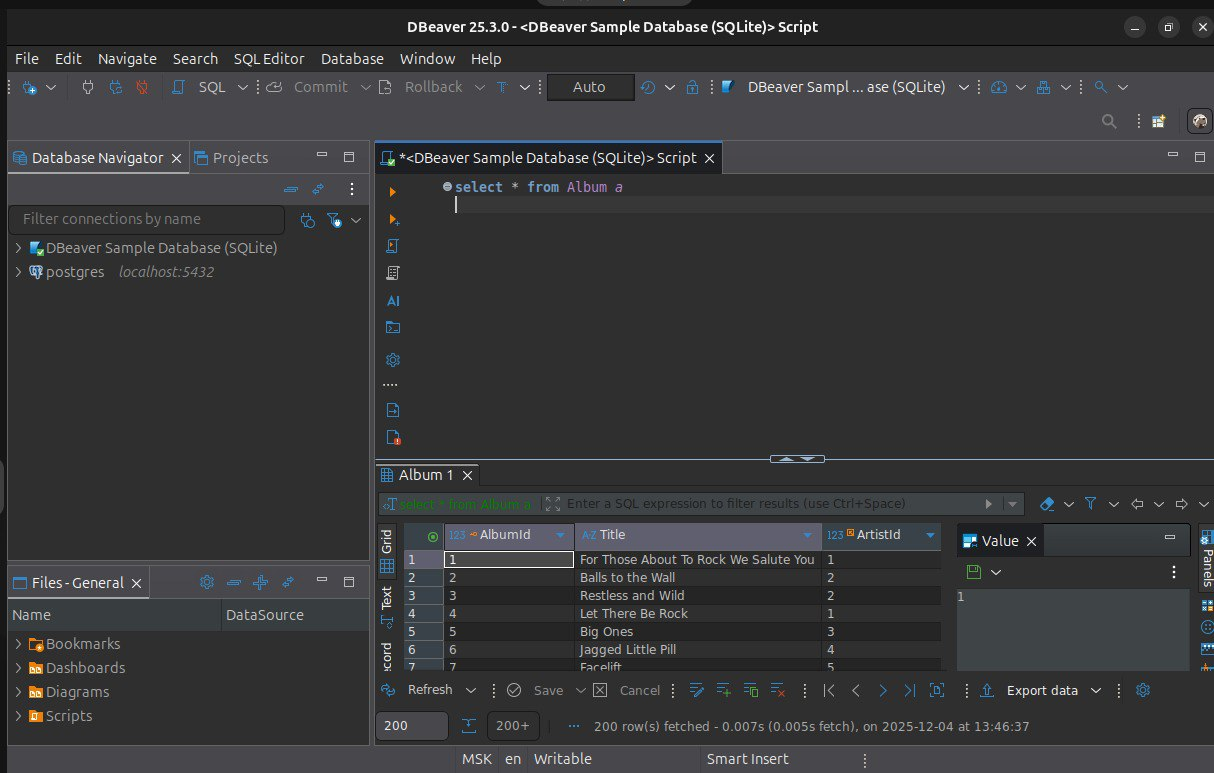 DBeaver 25.3.0 - <DBeaver Sample Database (SQLite)> Script
File Edit Navigate Search SQL Editor Database Window Help
SQL Commit Rollback T Auto DBeaver Sampl ... ase (SQLite)
Database Navigator Projects
Filter connections by name
DBeaver Sample Database (SQLite)
postgres localhost:5432
*<DBeaver Sample Database (SQLite)> Script
select * from Album a
AI
Files - General
Name DataSource
Bookmarks
Dashboards
Diagrams
Scripts
Album 1
select * from Album a Enter a SQL expression to filter results (use Ctrl+Space)
Grid
Text
cord
123 AlbumId AZ Title 123 ArtistId
1 1 For Those About To Rock We Salute You 1
2 2 Balls to the Wall 2
3 3 Restless and Wild 2
4 4 Let There Be Rock 1
5 5 Big Ones 3
6 6 Jagged Little Pill 4
7 7 Facelift 5
Value
1
Panels
Refresh Save Cancel Export data
200 200+ 200 row(s) fetched - 0.007s (0.005s fetch), on 2025-12-04 at 13:46:37
MSK en Writable Smart Insert